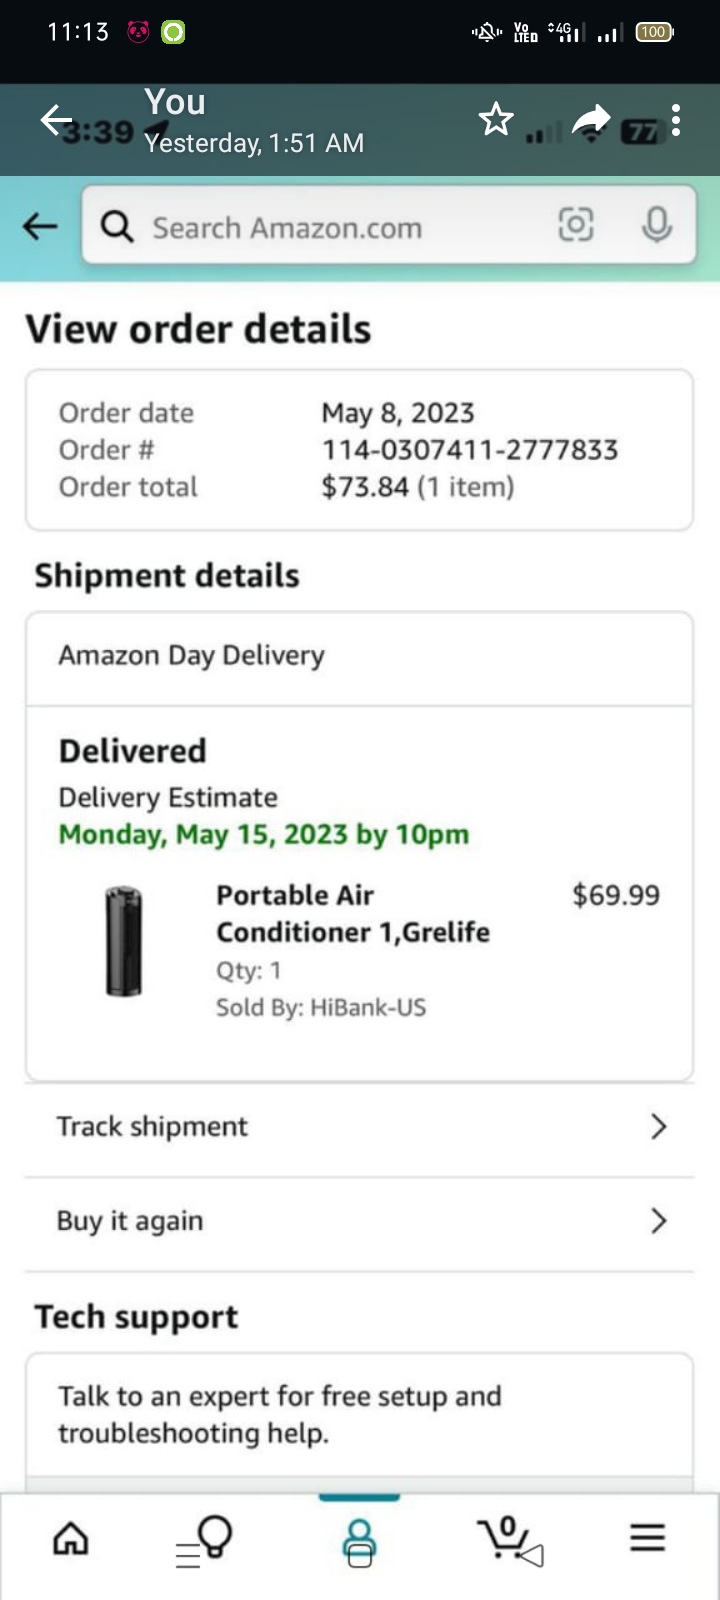 11:13
Vo
LTED
4G
100
You
3:39
77
Yesterday, 1:51 AM
Search Amazon.com
View order details
Order date May 8, 2023
Order # 114-0307411-2777833
Order total $73.84 (1 item)
Shipment details
Amazon Day Delivery
Delivered
Delivery Estimate
Monday, May 15, 2023 by 10pm
Portable Air $69.99
Conditioner 1,Grelife
Qty: 1
Sold By: HiBank-US
Track shipment
Buy it again
Tech support
Talk to an expert for free setup and
troubleshooting help.
0